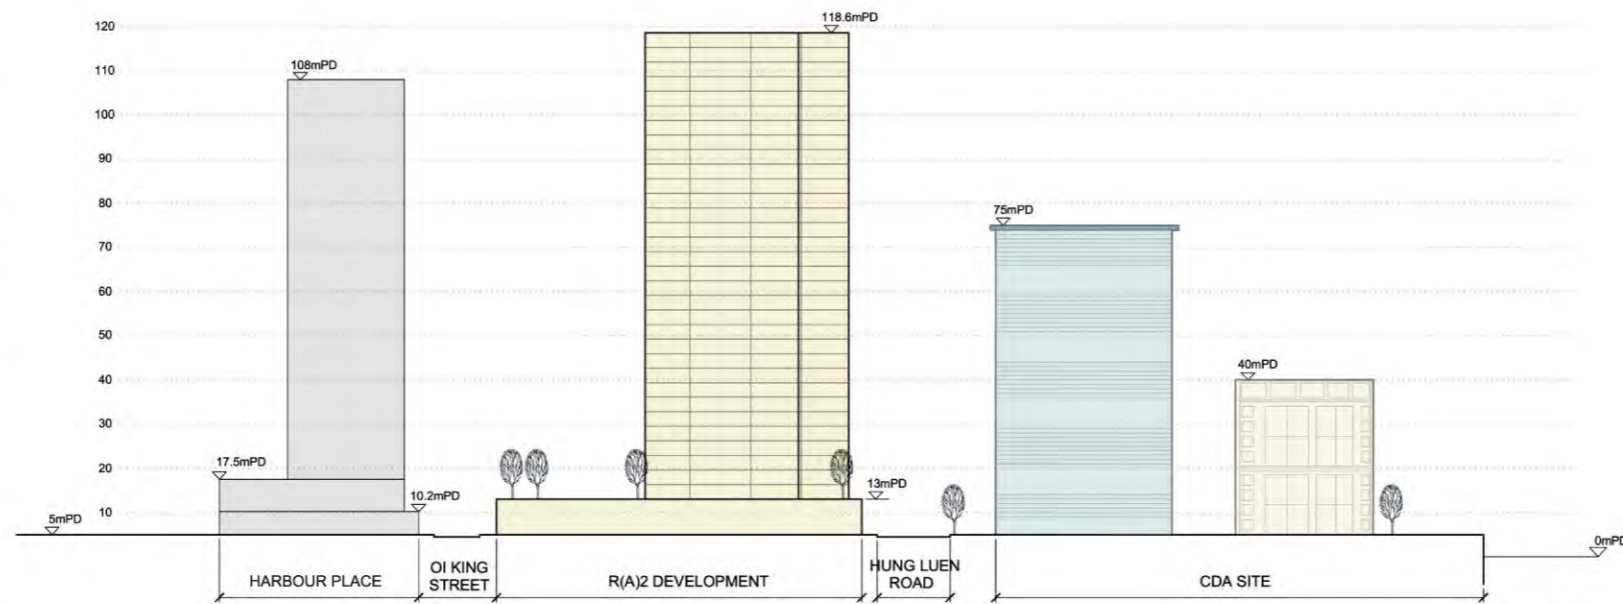 120
110
100
90
80
70
60
50
40
30
20
10
108mPD
118.6mPD
75mPD
40mPD
17.5mPD
10.2mPD
13mPD
5mPD
0mPD
HARBOUR PLACE
OI KING
STREET
R(A)2 DEVELOPMENT
HUNG LUEN
ROAD
CDA SITE